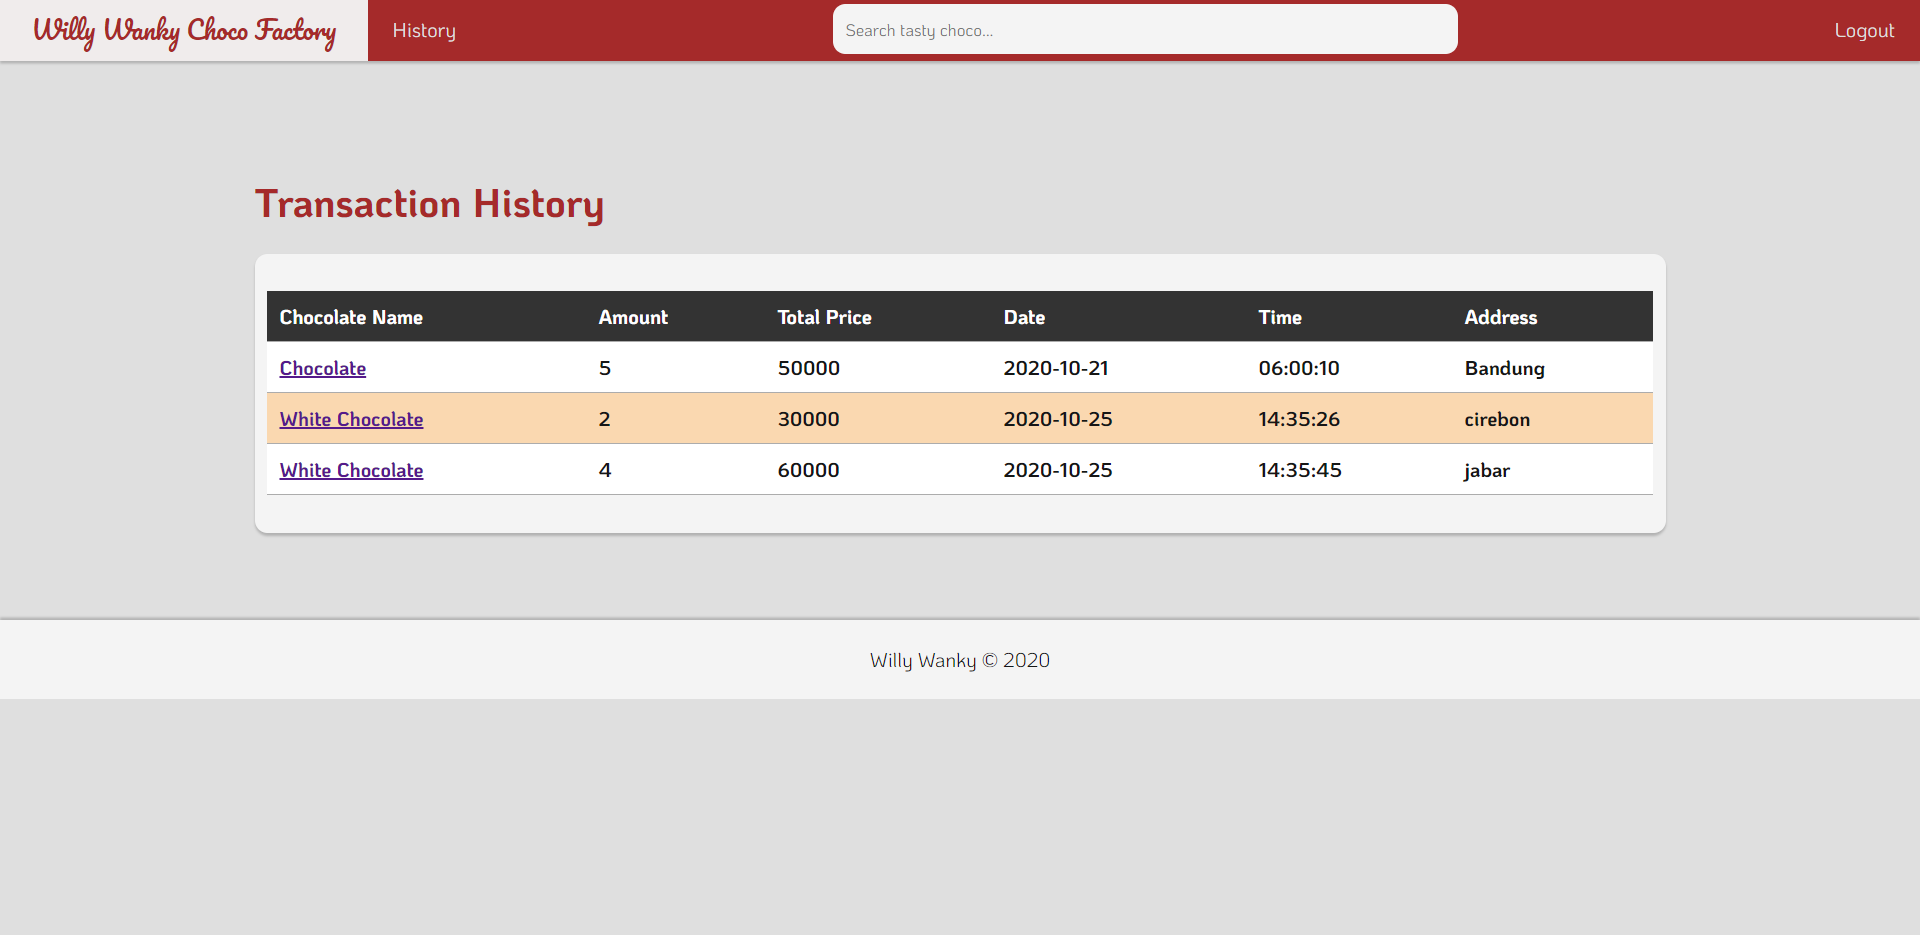 Willy Wanky Choco Factory History Search tasty choco... Logout
Transaction History
Chocolate Name Amount Total Price Date Time Address
Chocolate 5 50000 2020-10-21 06:00:10 Bandung
White Chocolate 2 30000 2020-10-25 14:35:26 cirebon
White Chocolate 4 60000 2020-10-25 14:35:45 jabar
Willy Wanky © 2020